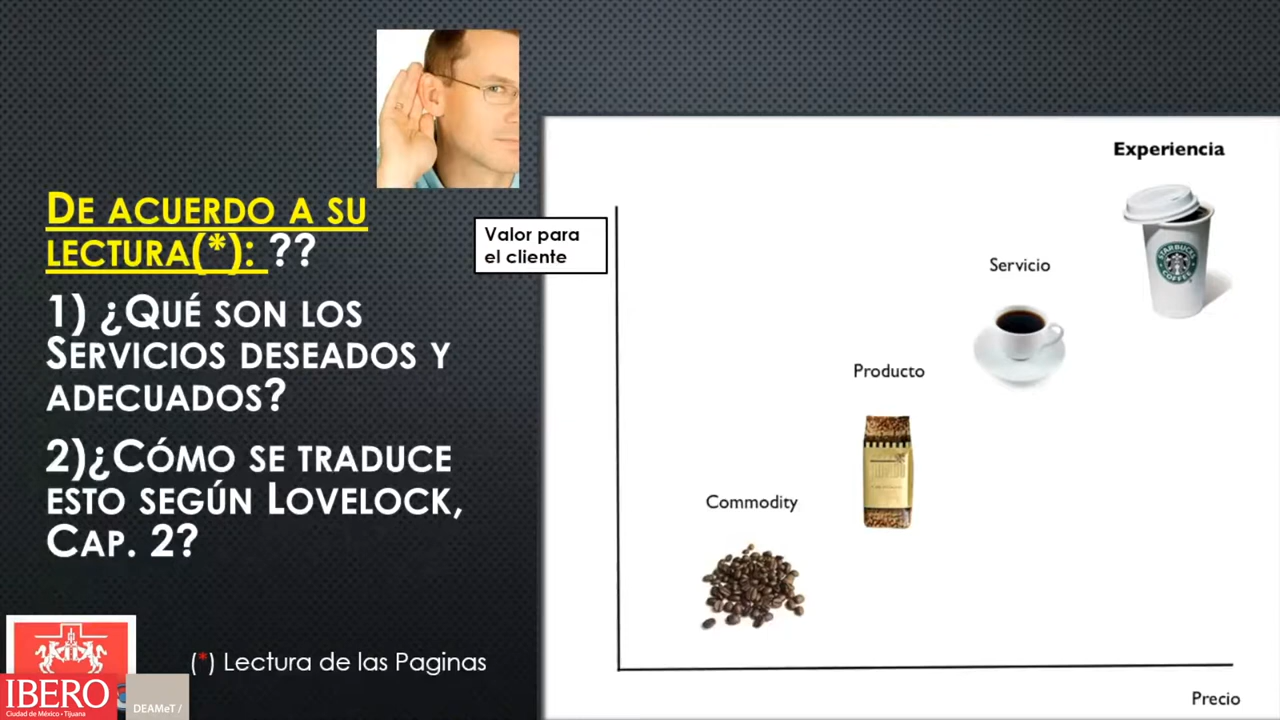 DE ACUERDO A SU
LECTURA(*): ??
1) ¿QUÉ SON LOS
SERVICIOS DESEADOS Y
ADECUADOS?
2)¿CÓMO SE TRADUCE
ESTO SEGÚN LOVELOCK,
CAP. 2?
(*) Lectura de las Paginas
IBERO
Ciudad de México • Tijuana
DEAMeT /
Valor para
el cliente
Experiencia
STARBUCKS
COFFEE
Servicio
Producto
Commodity
Precio